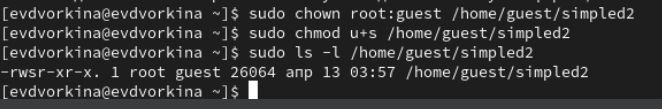 [evdvorkina@evdvorkina ~]$ sudo chown root:guest /home/guest/simpled2
[evdvorkina@evdvorkina ~]$ sudo chmod u+s /home/guest/simpled2
[evdvorkina@evdvorkina ~]$ sudo ls -l /home/guest/simpled2
-rwsr-xr-x. 1 root guest 26064 апр 13 03:57 /home/guest/simpled2
[evdvorkina@evdvorkina ~]$